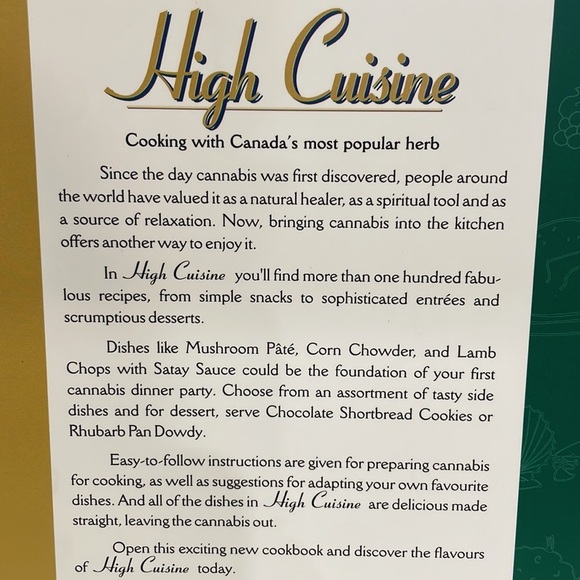 High Cuisine
Cooking with Canada's most popular herb
Since the day cannabis was first discovered, people around
the world have valued it as a natural healer, as a spiritual tool and as
a source of relaxation. Now, bringing cannabis into the kitchen
offers another way to enjoy it.
In High Cuisine you'll find more than one hundred fabu-
lous recipes, from simple snacks to sophisticated entrées and
scrumptious desserts.
Dishes like Mushroom Pâté, Corn Chowder, and Lamb
Chops with Satay Sauce could be the foundation of your first
cannabis dinner party. Choose from an assortment of tasty side
dishes and for dessert, serve Chocolate Shortbread Cookies or
Rhubarb Pan Dowdy.
Easy-to-follow instructions are given for preparing cannabis
for cooking, as well as suggestions for adapting your own favourite
dishes. And all of the dishes in High Cuisine are delicious made
straight, leaving the cannabis out.
Open this exciting new cookbook and discover the flavours
of High Cuisine today.